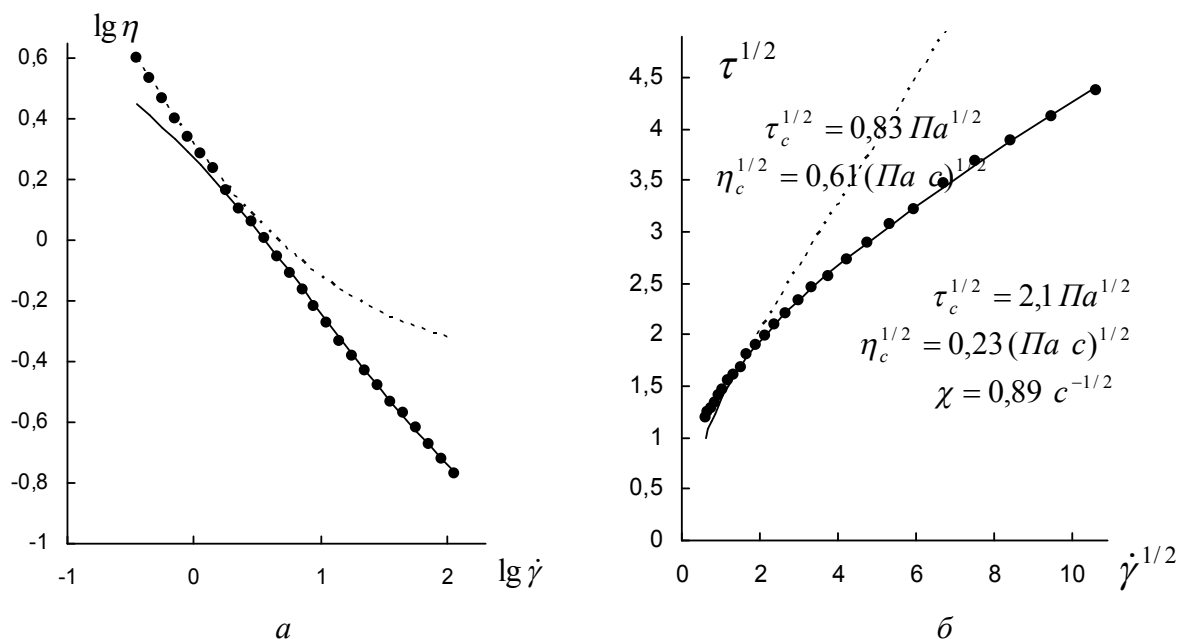 lg η
0,6
0,4
0,2
0
-0,2
-0,4
-0,6
-0,8
-1
-1 0 1 2
lg γ̇
а
τ^{1/2}
4,5
4
3,5
3
2,5
2
1,5
1
0,5
0
τ_c^{1/2} = 0,83 Па^{1/2}
η_c^{1/2} = 0,61 (Па с)^{1/2}
τ_c^{1/2} = 2,1 Па^{1/2}
η_c^{1/2} = 0,23 (Па с)^{1/2}
χ = 0,89 с^{-1/2}
0 2 4 6 8 10
γ̇^{1/2}
б